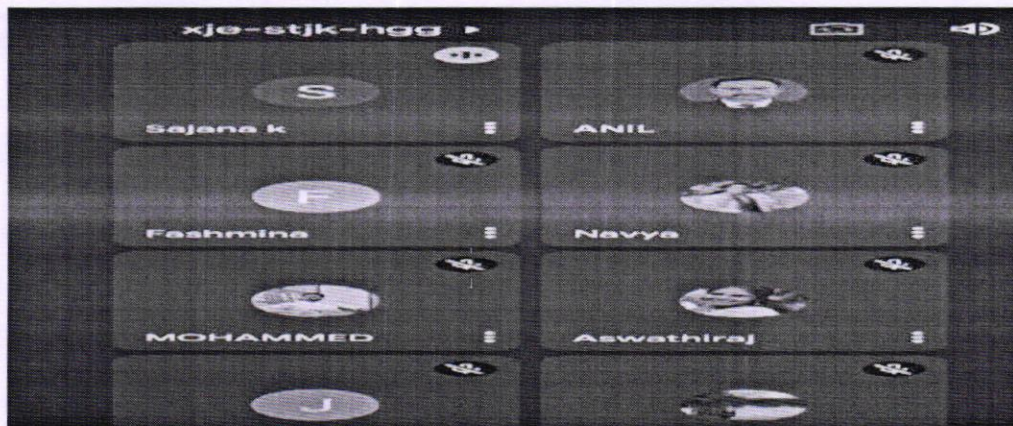 xje-stjk-hgg
S
Sajana k
ANIL
F
Fashmina
Navya
MOHAMMED
Aswathiraj
J